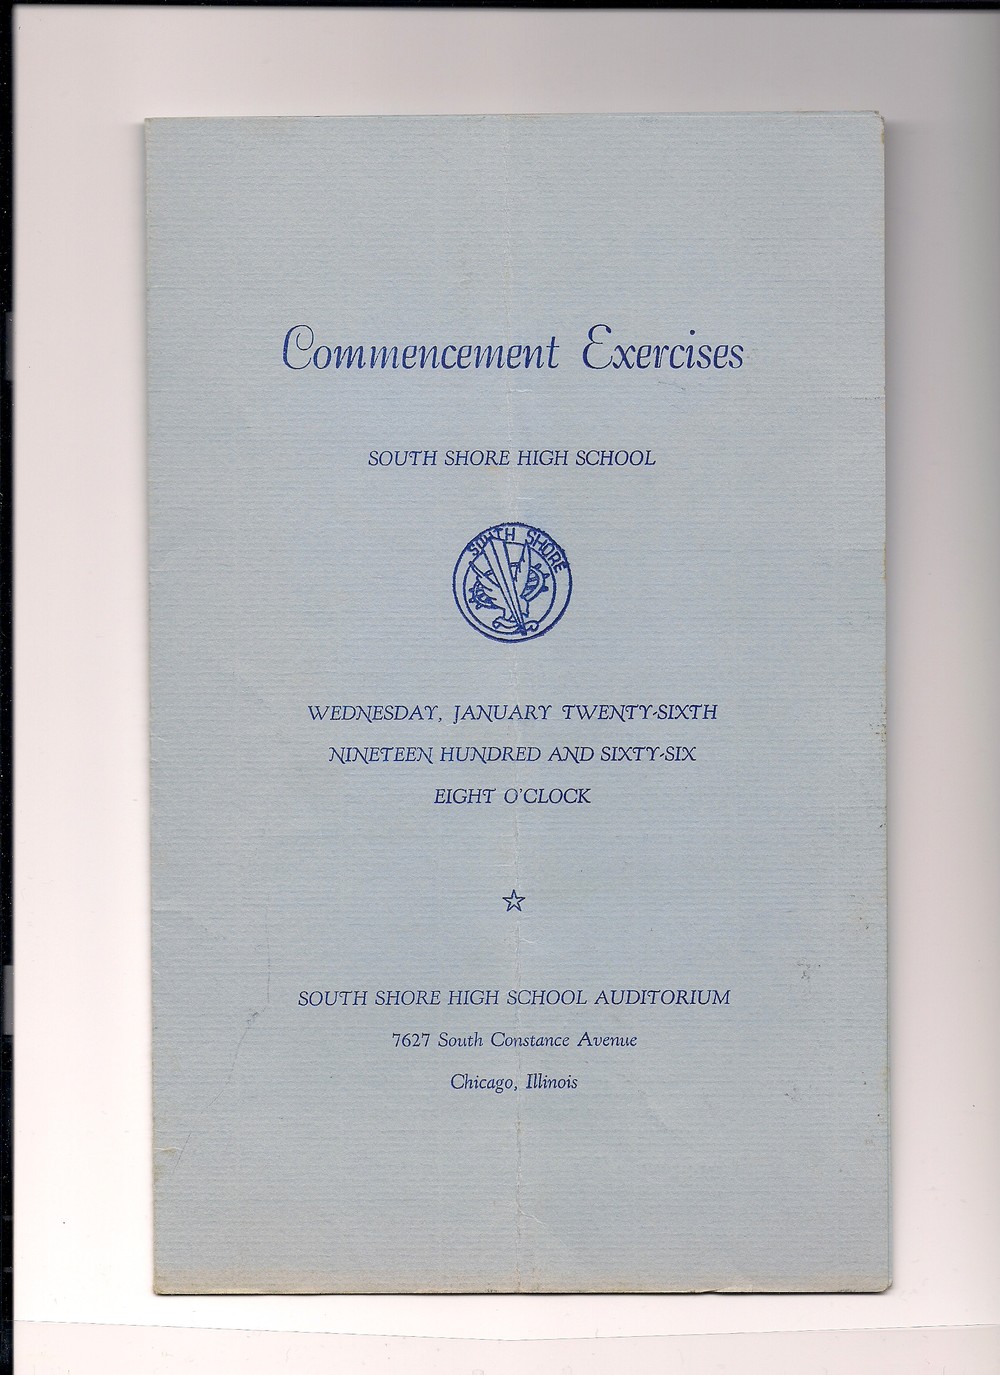 Commencement Exercises
SOUTH SHORE HIGH SCHOOL
SOUTH SHORE
WEDNESDAY, JANUARY TWENTY-SIXTH
NINETEEN HUNDRED AND SIXTY-SIX
EIGHT O'CLOCK
SOUTH SHORE HIGH SCHOOL AUDITORIUM
7627 South Constance Avenue
Chicago, Illinois